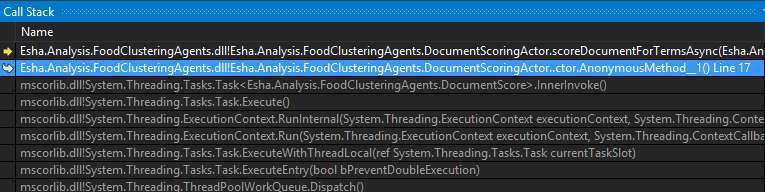 Call Stack
Name
Esha.Analysis.FoodClusteringAgents.dll!Esha.Analysis.FoodClusteringAgents.DocumentScoringActor.scoreDocumentForTermsAsync(Esha.An
Esha.Analysis.FoodClusteringAgents.dll!Esha.Analysis.FoodClusteringAgents.DocumentScoringActor..ctor.AnonymousMethod__1() Line 17
mscorlib.dll!System.Threading.Tasks.Task<Esha.Analysis.FoodClusteringAgents.DocumentScore>.InnerInvoke()
mscorlib.dll!System.Threading.Tasks.Task.Execute()
mscorlib.dll!System.Threading.ExecutionContext.RunInternal(System.Threading.ExecutionContext executionContext, System.Threading.Conte
mscorlib.dll!System.Threading.ExecutionContext.Run(System.Threading.ExecutionContext executionContext, System.Threading.ContextCallba
mscorlib.dll!System.Threading.Tasks.Task.ExecuteWithThreadLocal(ref System.Threading.Tasks.Task currentTaskSlot)
mscorlib.dll!System.Threading.Tasks.Task.ExecuteEntry(bool bPreventDoubleExecution)
mscorlib.dll!System.Threading.ThreadPoolWorkQueue.Dispatch()